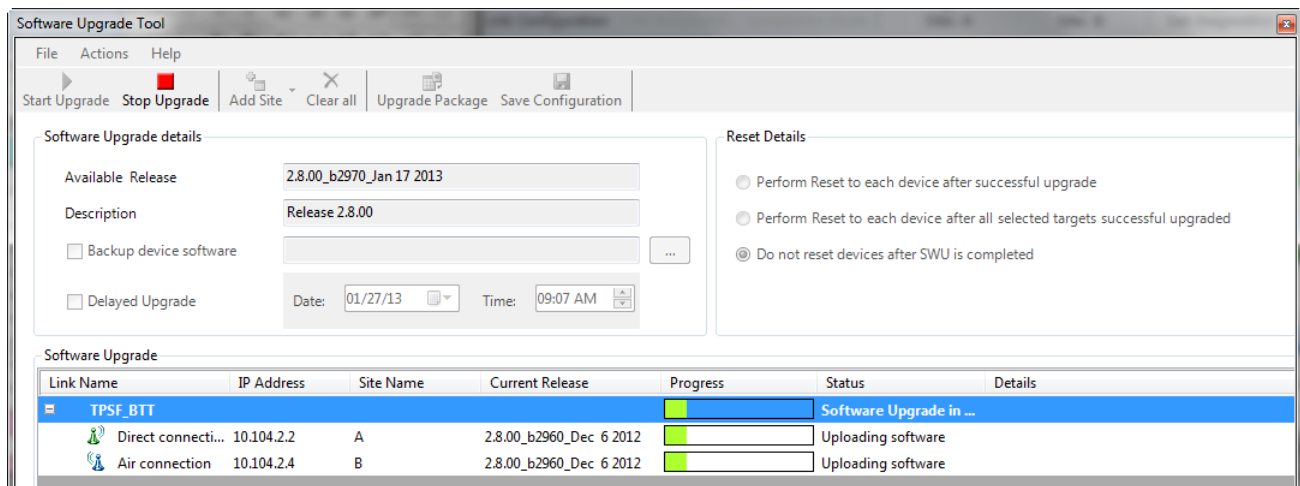 Software Upgrade Tool
File Actions Help
Start Upgrade Stop Upgrade Add Site Clear all Upgrade Package Save Configuration
Software Upgrade details Reset Details
Available Release 2.8.00_b2970_Jan 17 2013 Perform Reset to each device after successful upgrade
Description Release 2.8.00 Perform Reset to each device after all selected targets successful upgraded
Backup device software ... Do not reset devices after SWU is completed
Delayed Upgrade Date: 01/27/13 Time: 09:07 AM
Software Upgrade
Link Name IP Address Site Name Current Release Progress Status Details
TPSF_BTT Software Upgrade in ...
Direct connecti... 10.104.2.2 A 2.8.00_b2960_Dec 6 2012 Uploading software
Air connection 10.104.2.4 B 2.8.00_b2960_Dec 6 2012 Uploading software